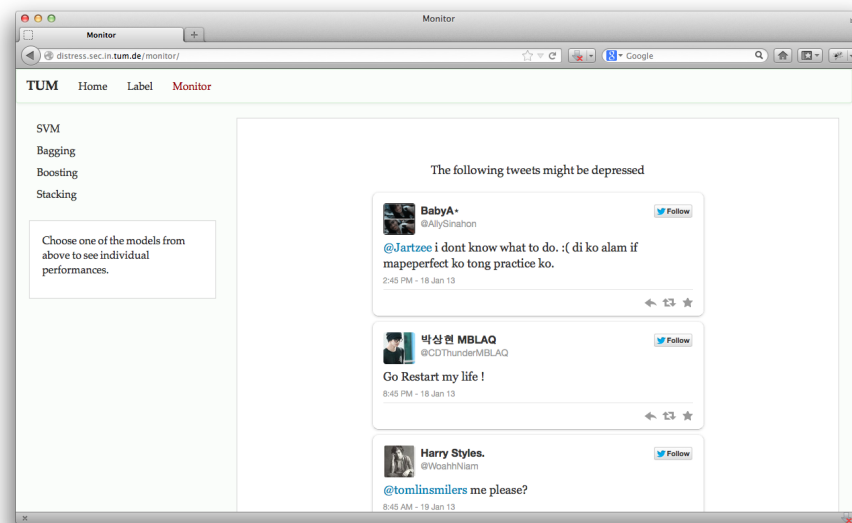 Monitor
Monitor
distress.sec.in.tum.de/monitor/
Google
TUM Home Label Monitor
SVM
Bagging
Boosting
Stacking
Choose one of the models from
above to see individual
performances.
The following tweets might be depressed
BabyA⋆
Follow
@AllySinahon
@Jartzee i dont know what to do. :( di ko alam if
mapeperfect ko tong practice ko.
2:45 PM - 18 Jan 13
박상현 MBLAQ
Follow
@CDThunderMBLAQ
Go Restart my life !
8:45 PM - 18 Jan 13
Harry Styles.
Follow
@WoahhNiam
@tomlinsmilers me please?
8:45 AM - 19 Jan 13